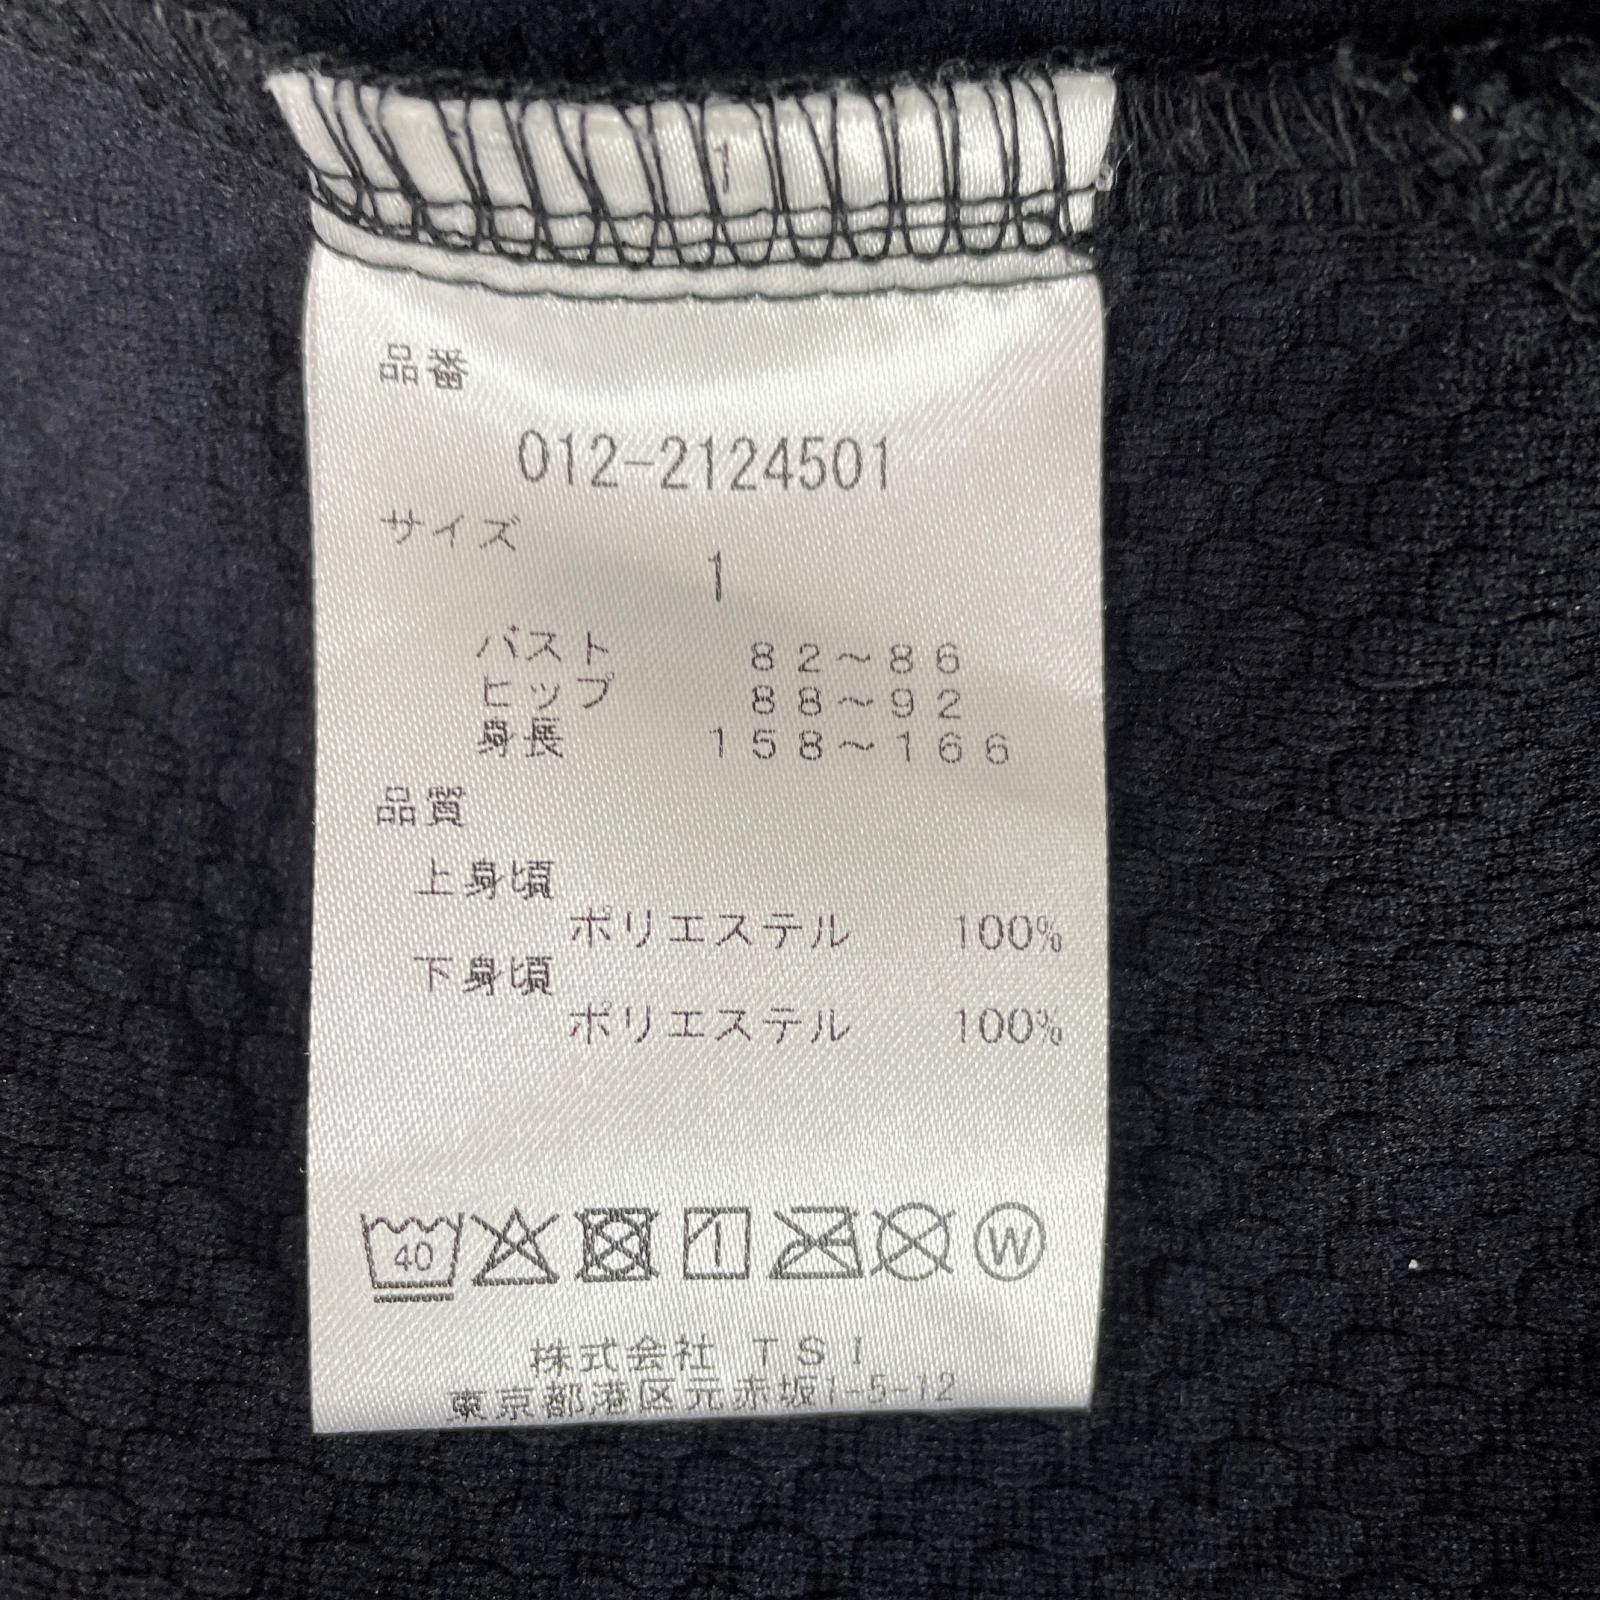 1
品番
012-2124501
サイズ
1
バスト 82～86
ヒップ 88～92
身長 158～166
品質
上身頃
ポリエステル 100%
下身頃
ポリエステル 100%
40
W
株式会社 TSI
東京都港区元赤坂1-5-12